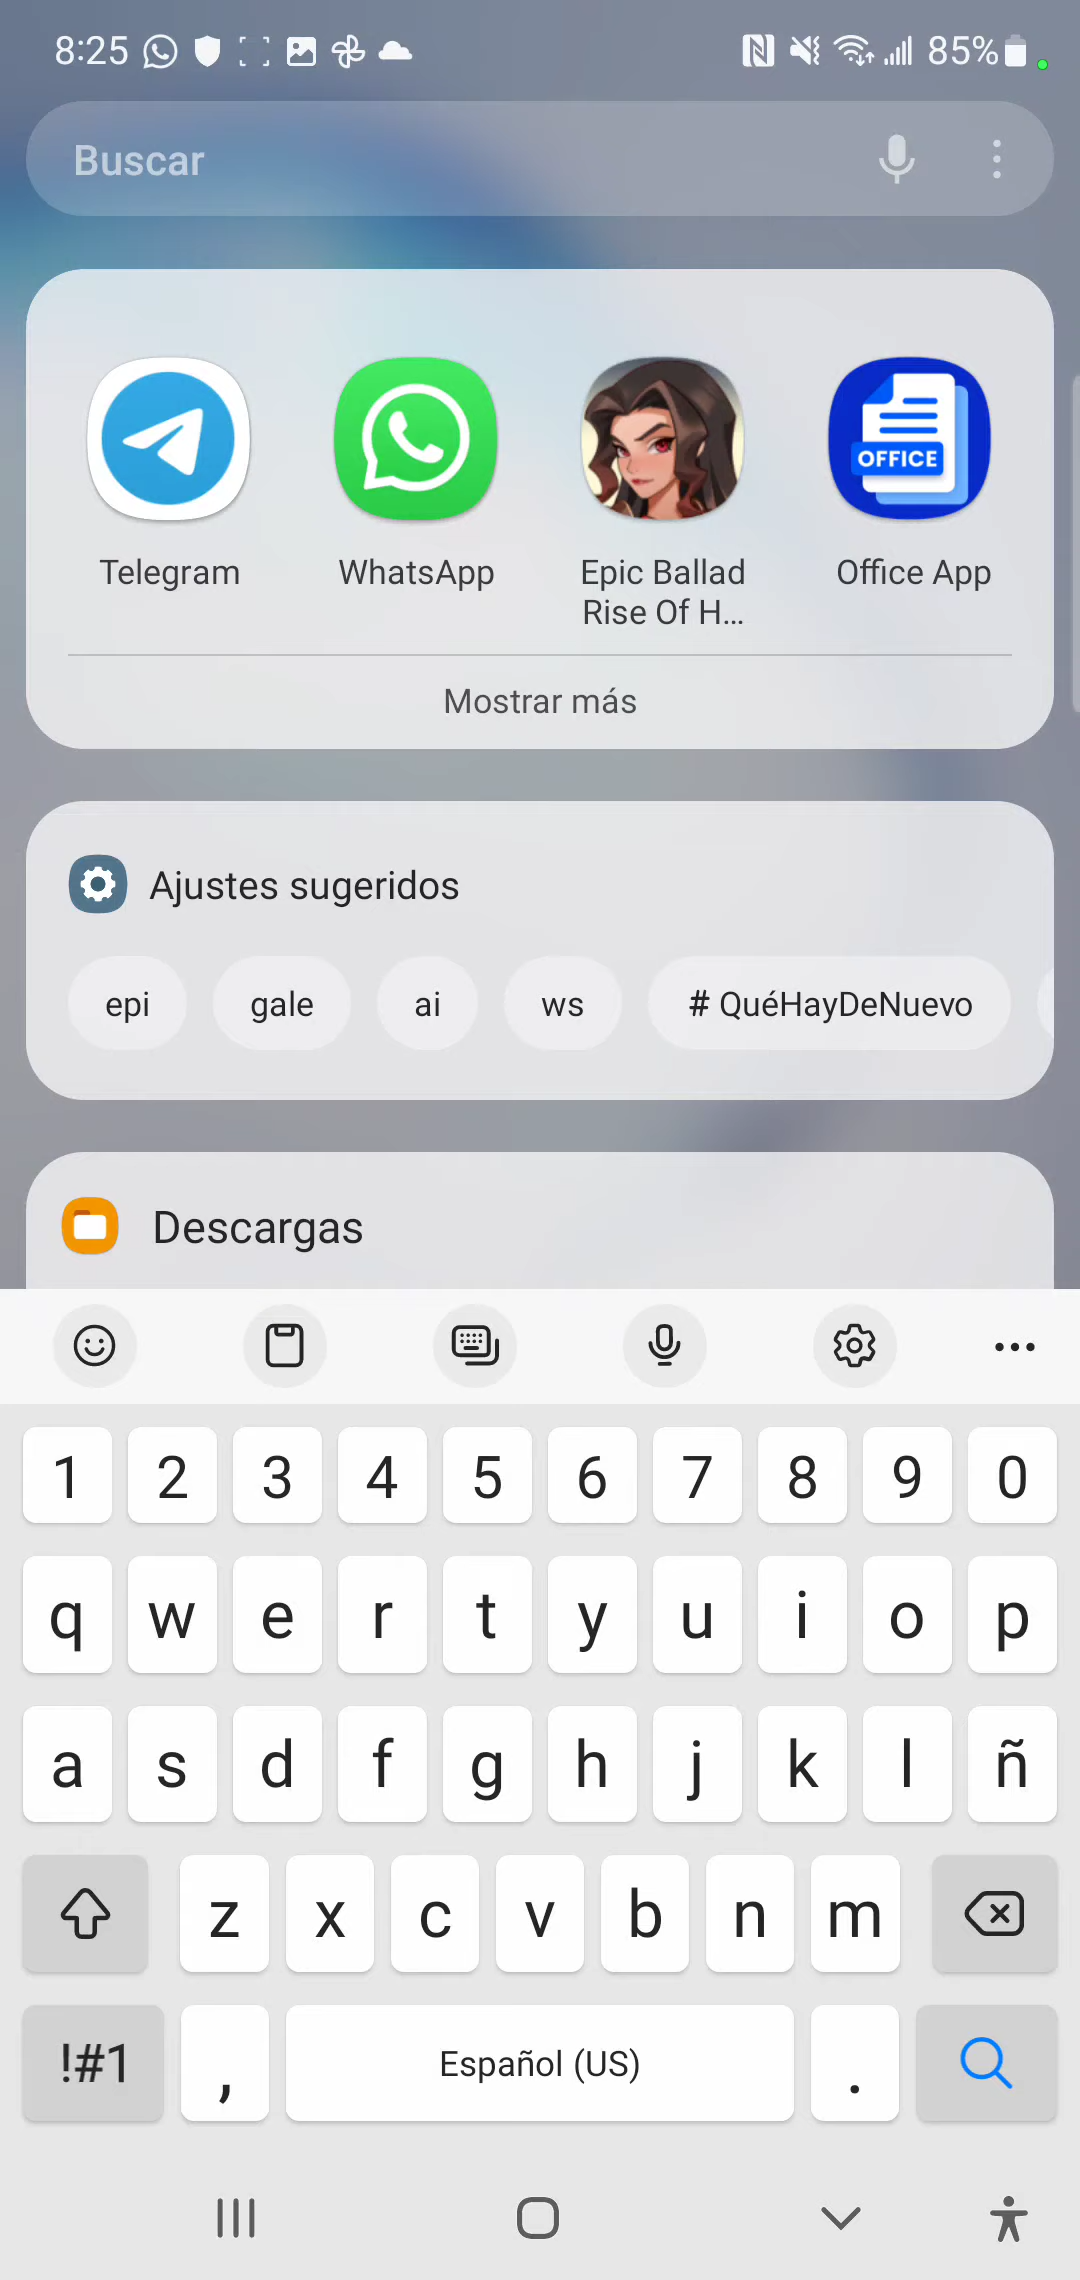 8:25
85%
Buscar
OFFICE
Telegram
WhatsApp
Epic Ballad
Rise Of H...
Office App
Mostrar más
Ajustes sugeridos
epi
gale
ai
ws
# QuéHayDeNuevo
Descargas
1 2 3 4 5 6 7 8 9 0
q w e r t y u i o p
a s d f g h j k l ñ
z x c v b n m
!#1 , Español (US) .